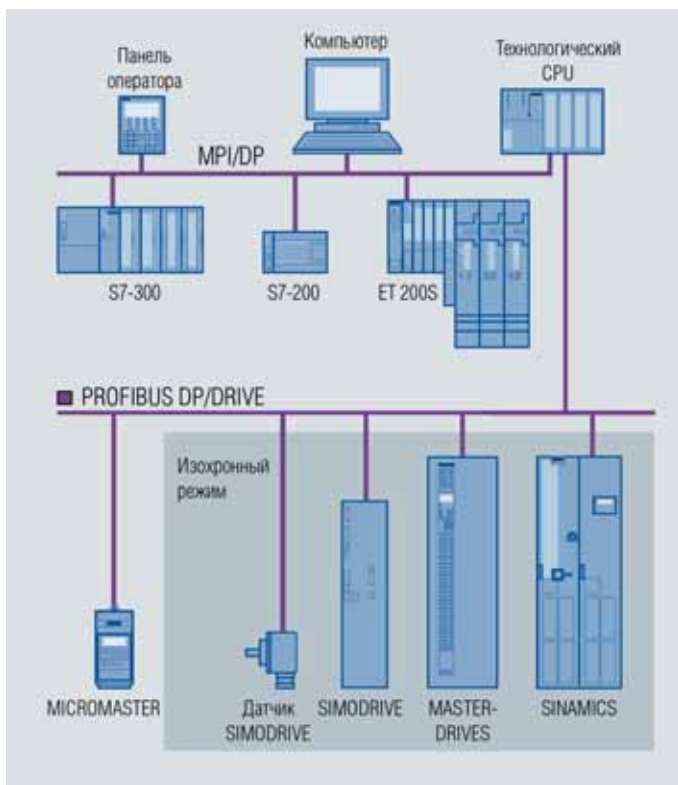 Панель
оператора
Компьютер
Технологический
CPU
MPI/DP
S7-300
S7-200
ET 200S
PROFIBUS DP/DRIVE
Изохронный
режим
MICROMASTER
Датчик
SIMODRIVE
SIMODRIVE
MASTER-
DRIVES
SINAMICS